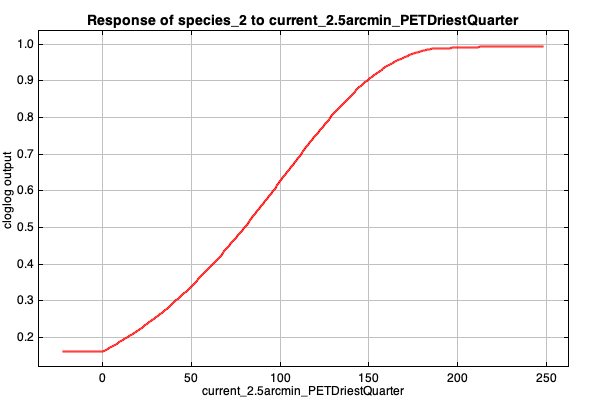 Response of species_2 to current_2.5arcmin_PETDriestQuarter
1.0
0.9
0.8
0.7
0.6
0.5
0.4
0.3
0.2
cloglog output
0 50 100 150 200 250
current_2.5arcmin_PETDriestQuarter